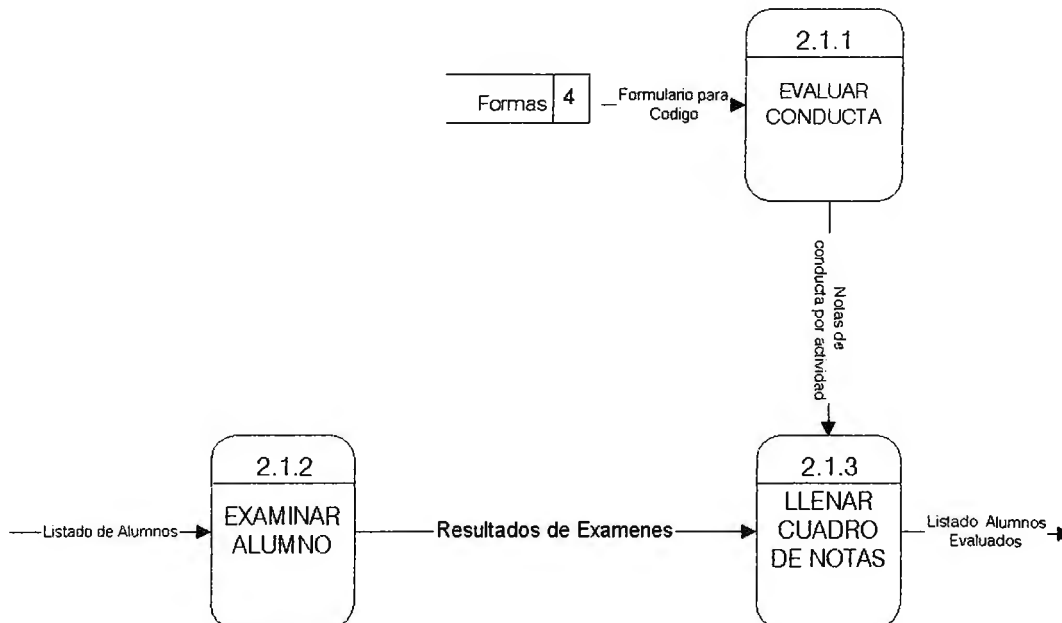 2.1.1
EVALUAR
CONDUCTA
Formas 4
Formulario para
Codigo
Notas de
conducta por actividad
2.1.2
EXAMINAR
ALUMNO
Listado de Alumnos
Resultados de Examenes
2.1.3
LLENAR
CUADRO
DE NOTAS
Listado Alumnos
Evaluados